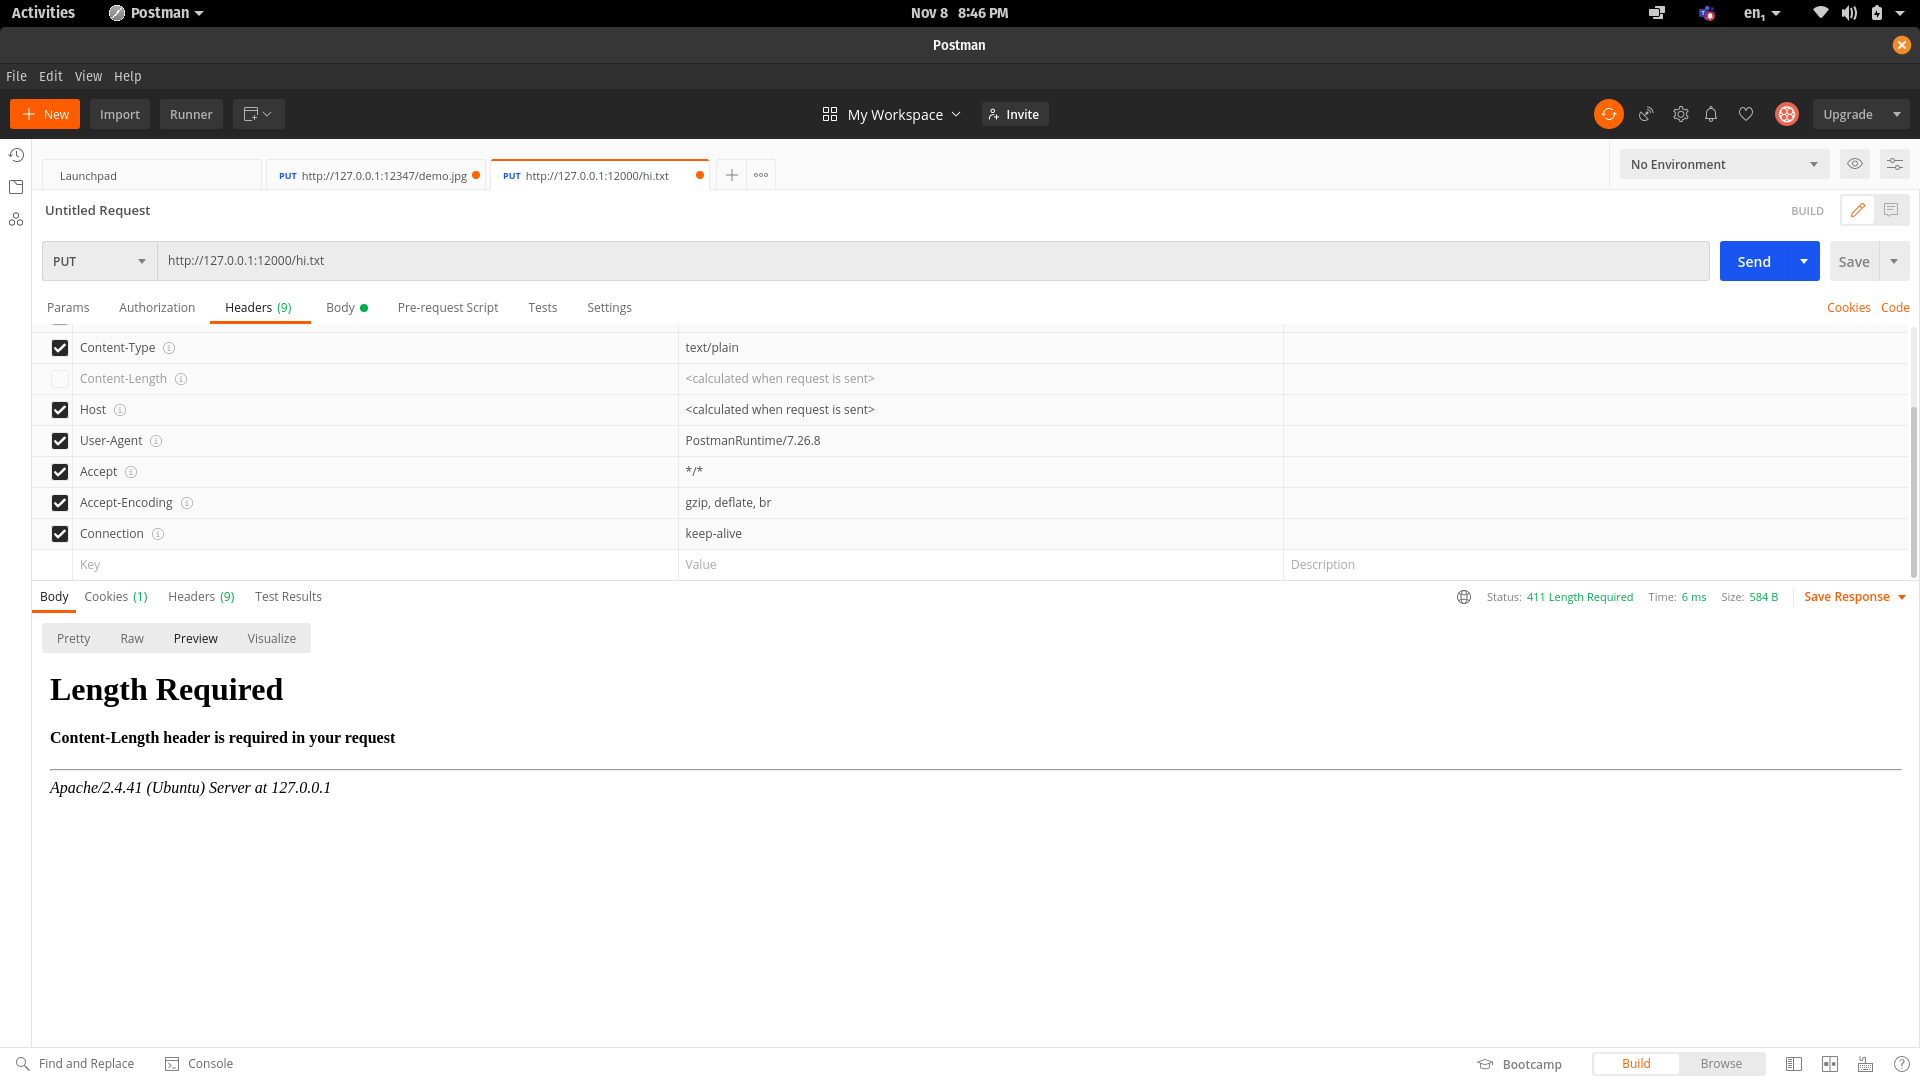 Activities Postman Nov 8 8:46 PM en1
Postman
File Edit View Help
New Import Runner My Workspace Invite Upgrade
Launchpad PUT http://127.0.0.1:12347/demo.jpg PUT http://127.0.0.1:12000/hi.txt No Environment
Untitled Request BUILD
PUT http://127.0.0.1:12000/hi.txt Send Save
Params Authorization Headers (9) Body Pre-request Script Tests Settings Cookies Code
Content-Type text/plain
Content-Length <calculated when request is sent>
Host <calculated when request is sent>
User-Agent PostmanRuntime/7.26.8
Accept */*
Accept-Encoding gzip, deflate, br
Connection keep-alive
Key Value Description
Body Cookies (1) Headers (9) Test Results Status: 411 Length Required Time: 6 ms Size: 584 B Save Response
Pretty Raw Preview Visualize
Length Required
Content-Length header is required in your request
Apache/2.4.41 (Ubuntu) Server at 127.0.0.1
Find and Replace Console Bootcamp Build Browse